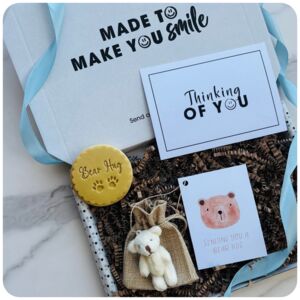 MADE TO
MAKE YOU smile
Send a
Thinking
OF YOU
Bear Hug
SENDING YOU A
BEAR HUG